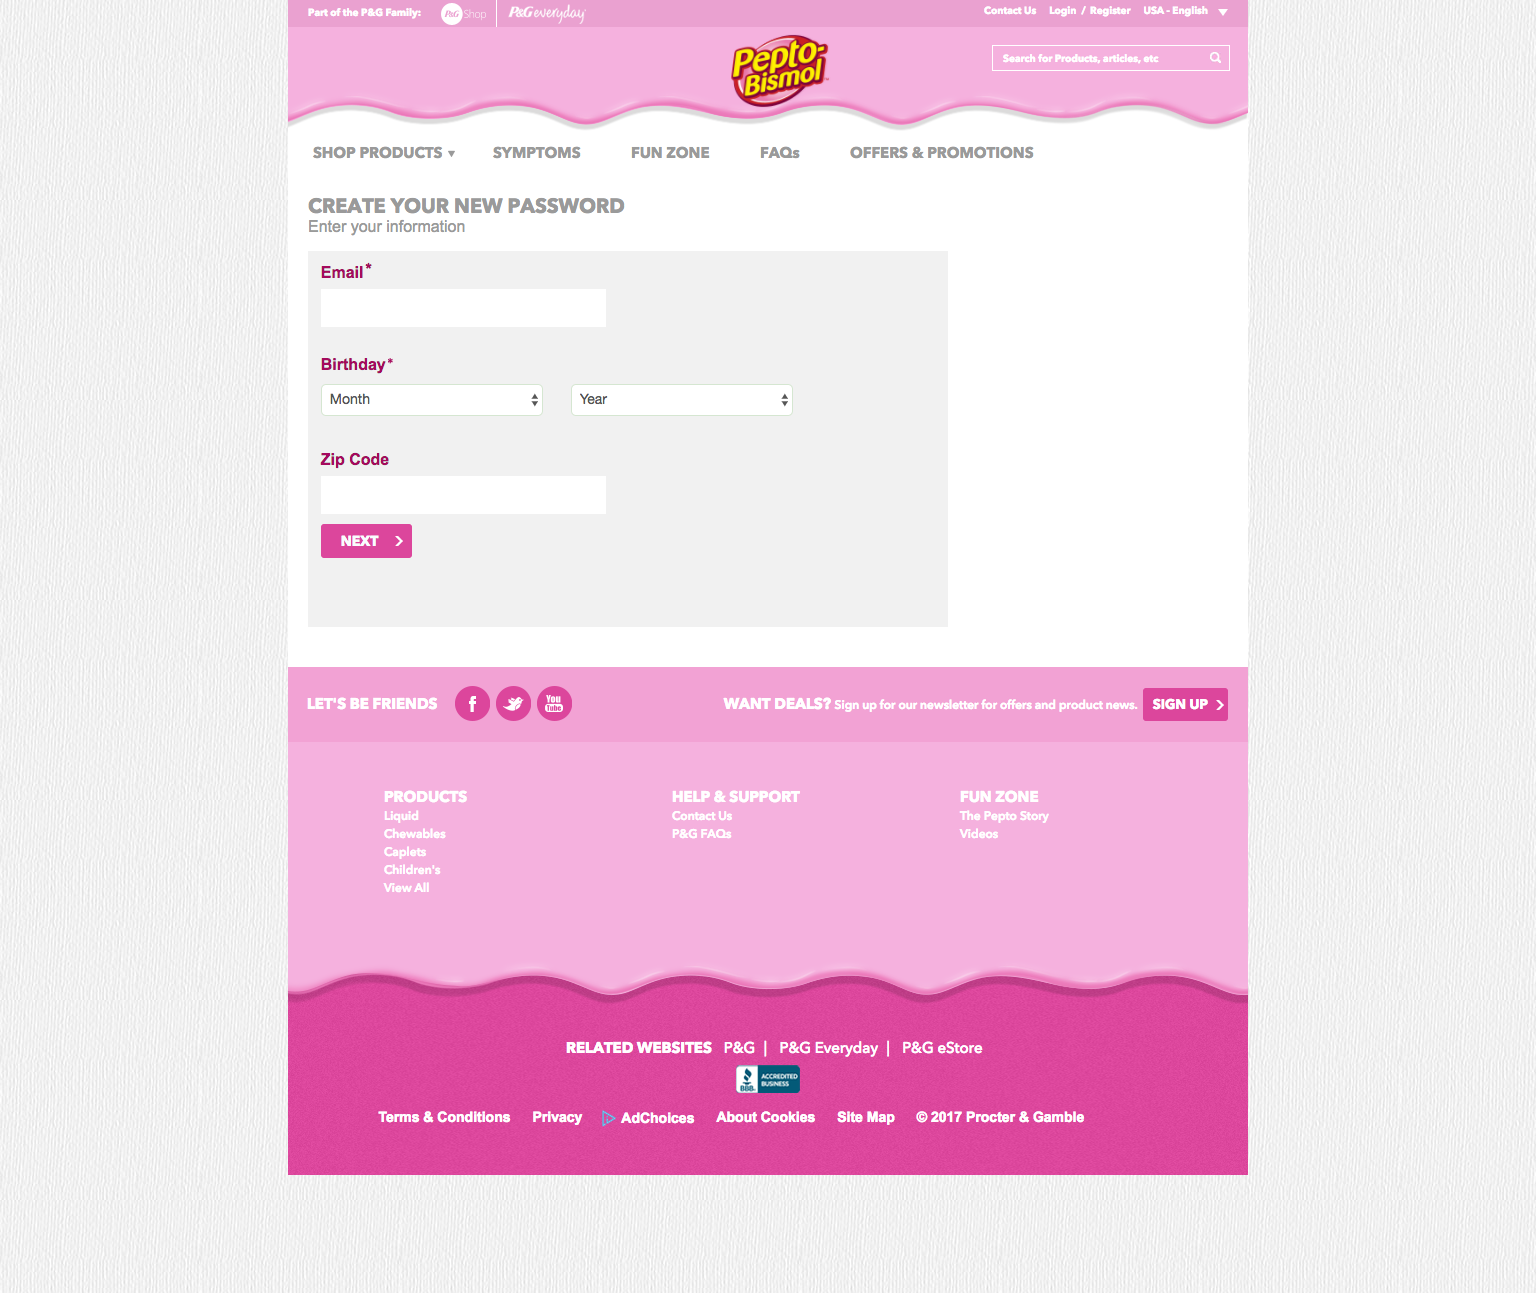 Part of the P&G Family: P&G Shop P&G everyday
Contact Us Login / Register USA - English
Pepto-
Bismol
Search for Products, articles, etc
SHOP PRODUCTS SYMPTOMS FUN ZONE FAQs OFFERS & PROMOTIONS
CREATE YOUR NEW PASSWORD
Enter your information
Email*
Birthday*
Month Year
Zip Code
NEXT
LET'S BE FRIENDS f You Tube WANT DEALS? Sign up for our newsletter for offers and product news. SIGN UP
PRODUCTS
Liquid
Chewables
Caplets
Children's
View All
HELP & SUPPORT
Contact Us
P&G FAQs
FUN ZONE
The Pepto Story
Videos
RELATED WEBSITES P&G | P&G Everyday | P&G eStore
BBB ACCREDITED
BUSINESS
Terms & Conditions Privacy AdChoices About Cookies Site Map © 2017 Procter & Gamble